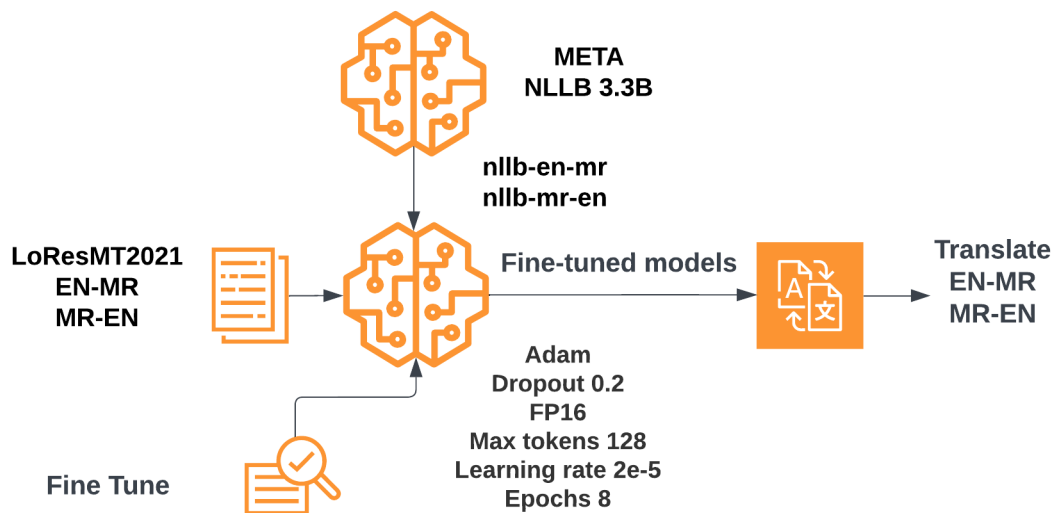 META
NLLB 3.3B
nllb-en-mr
nllb-mr-en
LoResMT2021
EN-MR
MR-EN
Fine-tuned models
A
文
Translate
EN-MR
MR-EN
Adam
Dropout 0.2
FP16
Max tokens 128
Learning rate 2e-5
Epochs 8
Fine Tune